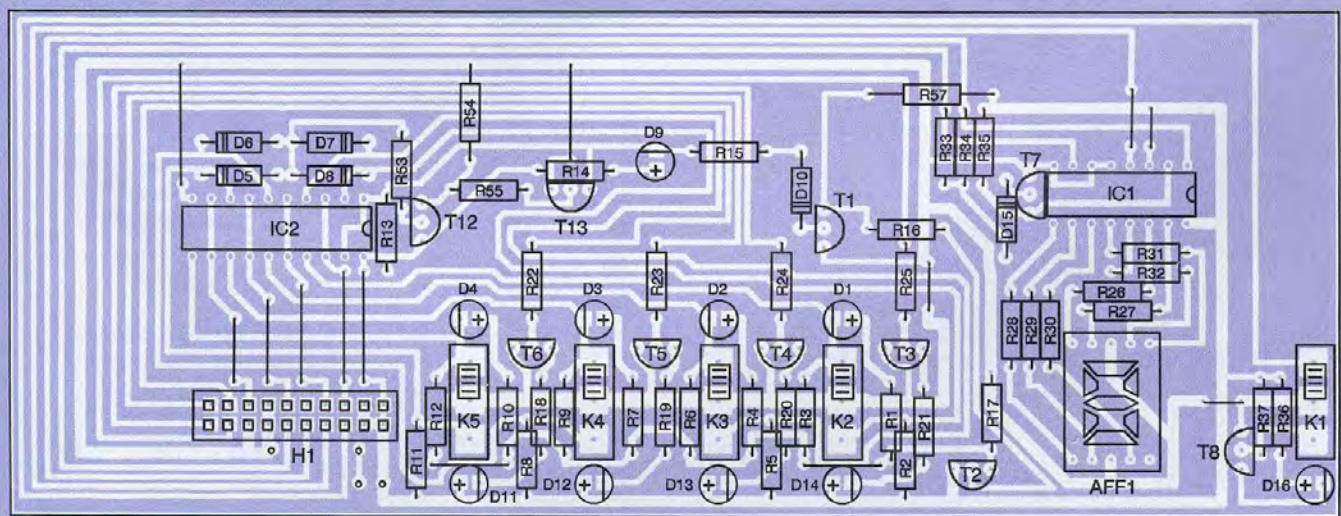 R57
R54
D9
D6
D7
R53
R15
R33
R34
R35
D5
D8
R14
D10
T7
R55
IC1
R13
T12
T13
T1
D15
IC2
R16
R22
R23
R24
R25
R31
R32
R26
R27
D4
D3
D2
D1
R28
R29
R30
T6
T5
T4
T3
R12
K5
R10
R18
R9
K4
R7
R19
R6
K3
R4
R20
R3
K2
R1
R21
R17
R37
R36
K1
H1
R11
R8
R5
R2
T2
T8
D11
D12
D13
D14
AFF1
D16